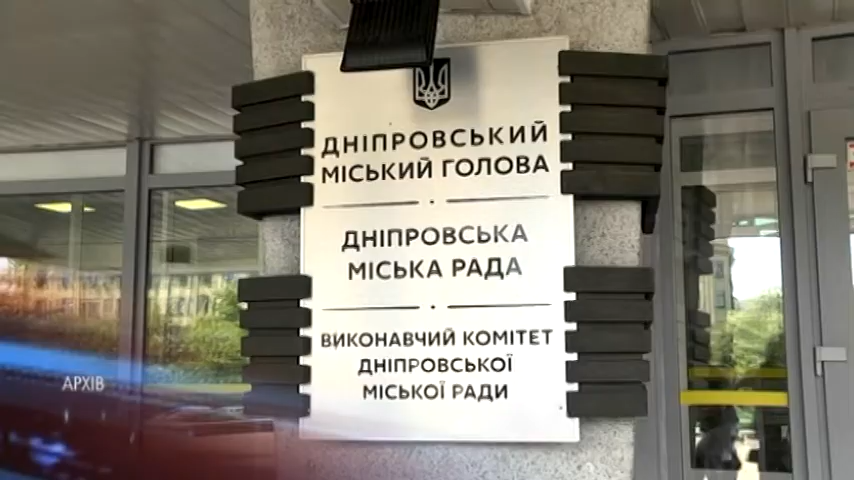 ДНІПРОВСЬКИЙ
МІСЬКИЙ ГОЛОВА
ДНІПРОВСЬКА
МІСЬКА РАДА
ВИКОНАВЧИЙ КОМІТЕТ
ДНІПРОВСЬКОЇ
МІСЬКОЇ РАДИ
АРХІВ